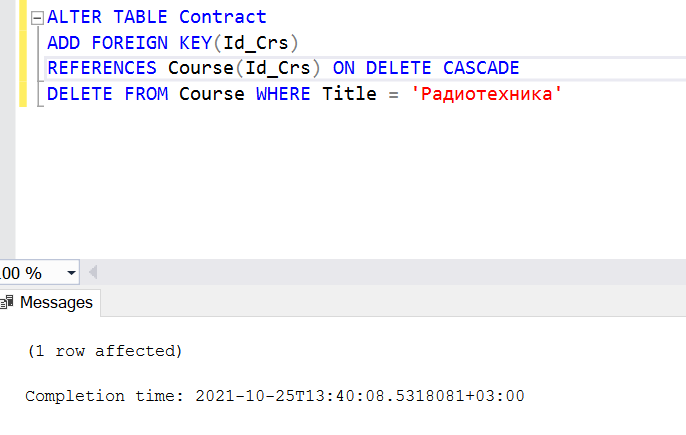 ALTER TABLE Contract
ADD FOREIGN KEY(Id_Crs)
REFERENCES Course(Id_Crs) ON DELETE CASCADE
DELETE FROM Course WHERE Title = 'Радиотехника'
00 %
Messages
(1 row affected)
Completion time: 2021-10-25T13:40:08.5318081+03:00